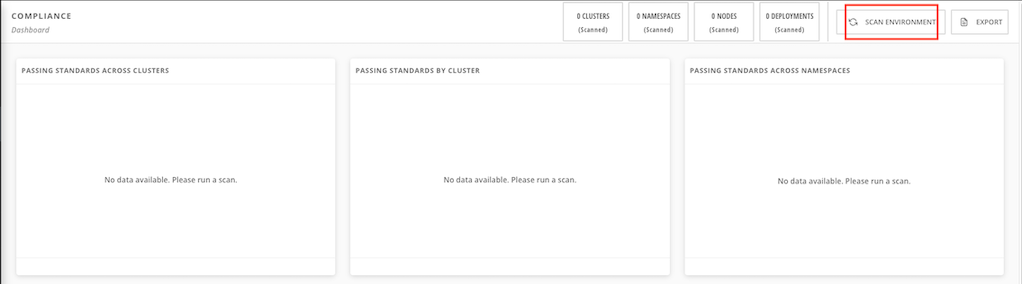 COMPLIANCE
Dashboard
0 CLUSTERS
(Scanned)
0 NAMESPACES
(Scanned)
0 NODES
(Scanned)
0 DEPLOYMENTS
(Scanned)
SCAN ENVIRONMENT
EXPORT
PASSING STANDARDS ACROSS CLUSTERS
No data available. Please run a scan.
PASSING STANDARDS BY CLUSTER
No data available. Please run a scan.
PASSING STANDARDS ACROSS NAMESPACES
No data available. Please run a scan.